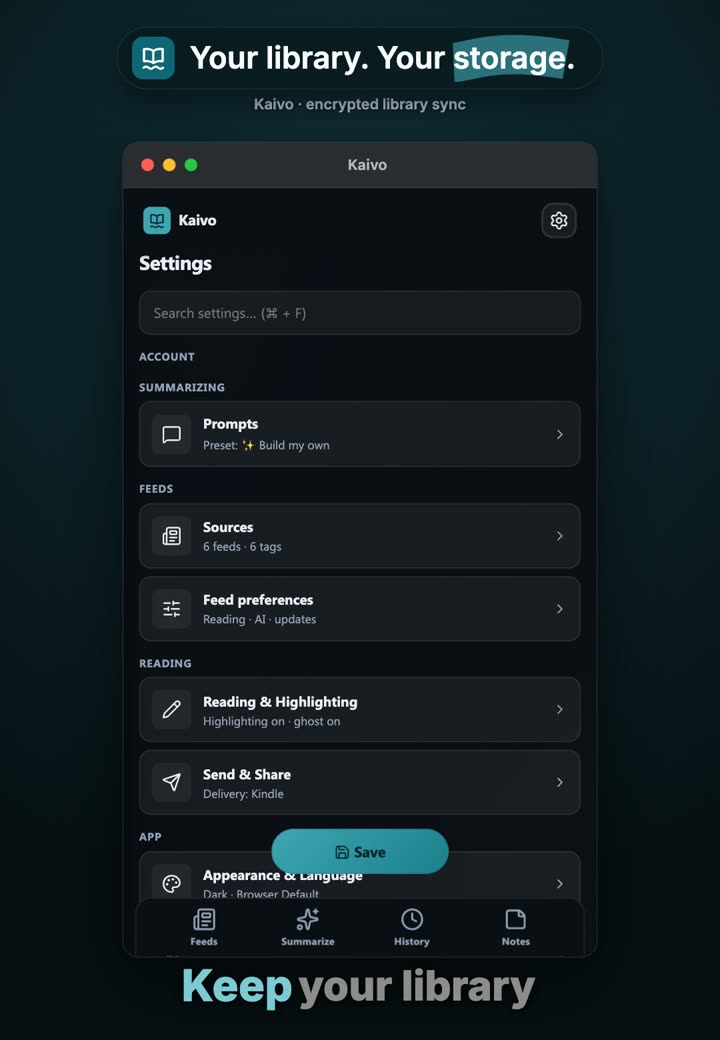 Your library. Your storage.
Kaivo · encrypted library sync
Kaivo
Kaivo
Settings
Search settings... (⌘ + F)
ACCOUNT
SUMMARIZING
Prompts
Preset: ✨ Build my own
FEEDS
Sources
6 feeds · 6 tags
Feed preferences
Reading · AI · updates
READING
Reading & Highlighting
Highlighting on · ghost on
Send & Share
Delivery: Kindle
APP
Save
Appearance & Language
Dark · Browser Default
Feeds
Summarize
History
Notes
Keep your library